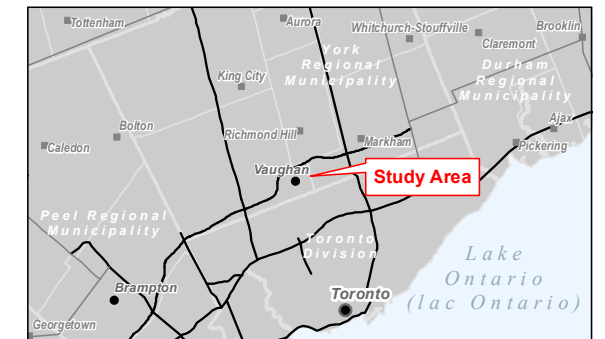 Tottenham
Aurora
Whitchurch-Stouffville
Brooklin
Claremont
York
Regional
Municipality
Durham
Regional
Municipality
King City
Ajax
Bolton
Richmond Hill
Markham
Pickering
Caledon
Vaughan
Study Area
Peel Regional
Municipality
Toronto
Division
Lake
Ontario
(lac Ontario)
Brampton
Toronto
Georgetown